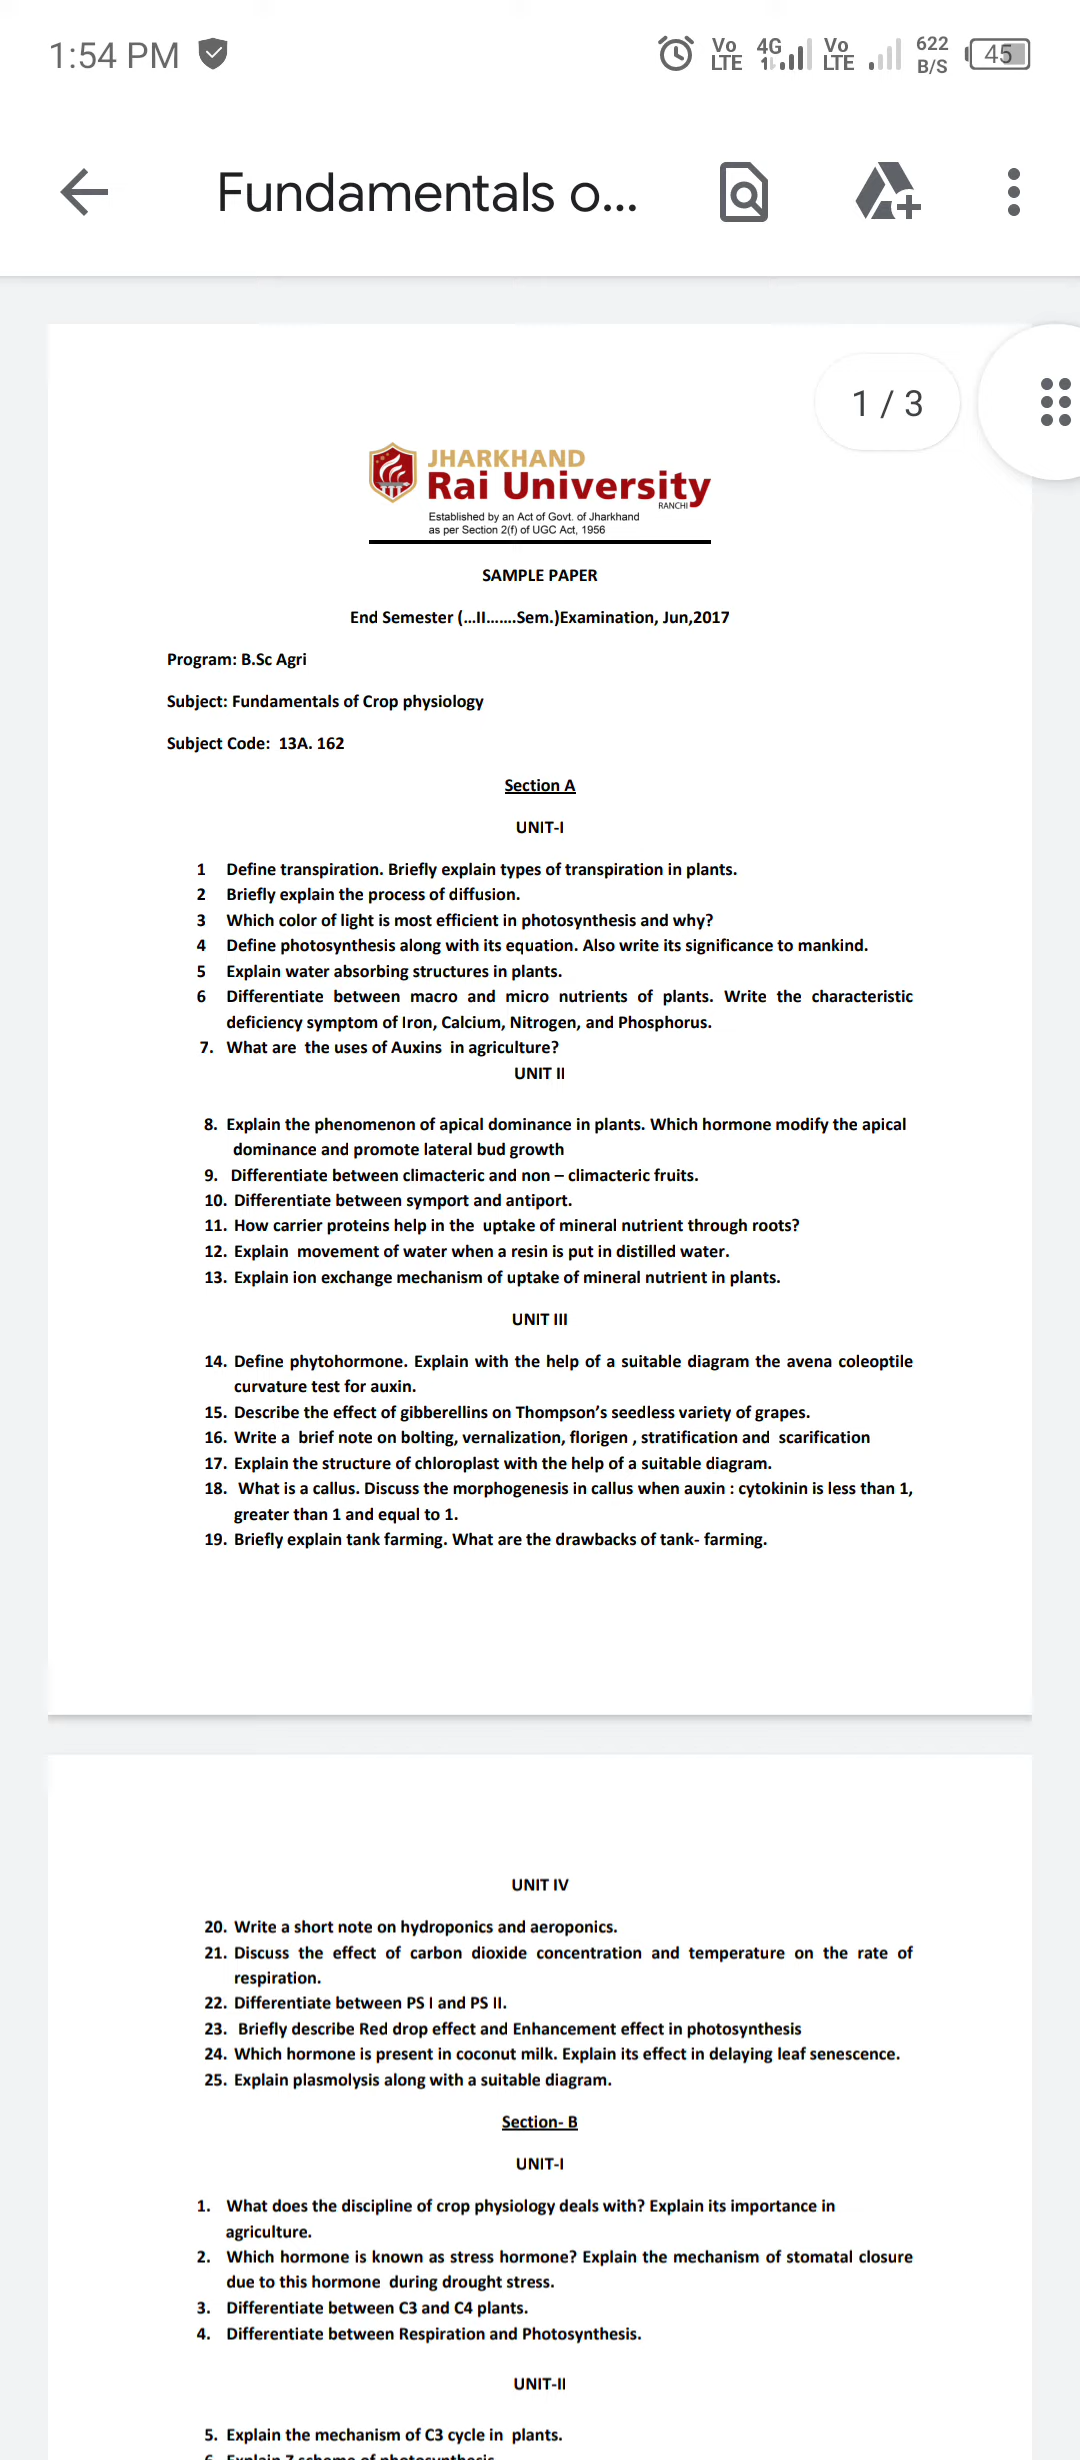 1:54 PM
Vo LTE 4G Vo LTE 622 B/S 45
Fundamentals o...
1 / 3
JHARKHAND
Rai University
RANCHI
Established by an Act of Govt. of Jharkhand
as per Section 2(f) of UGC Act, 1956
SAMPLE PAPER
End Semester (...II.......Sem.)Examination, Jun,2017
Program: B.Sc Agri
Subject: Fundamentals of Crop physiology
Subject Code: 13A. 162
Section A
UNIT-I
1 Define transpiration. Briefly explain types of transpiration in plants.
2 Briefly explain the process of diffusion.
3 Which color of light is most efficient in photosynthesis and why?
4 Define photosynthesis along with its equation. Also write its significance to mankind.
5 Explain water absorbing structures in plants.
6 Differentiate between macro and micro nutrients of plants. Write the characteristic
deficiency symptom of Iron, Calcium, Nitrogen, and Phosphorus.
7. What are the uses of Auxins in agriculture?
UNIT II
8. Explain the phenomenon of apical dominance in plants. Which hormone modify the apical
dominance and promote lateral bud growth
9. Differentiate between climacteric and non – climacteric fruits.
10. Differentiate between symport and antiport.
11. How carrier proteins help in the uptake of mineral nutrient through roots?
12. Explain movement of water when a resin is put in distilled water.
13. Explain ion exchange mechanism of uptake of mineral nutrient in plants.
UNIT III
14. Define phytohormone. Explain with the help of a suitable diagram the avena coleoptile
curvature test for auxin.
15. Describe the effect of gibberellins on Thompson’s seedless variety of grapes.
16. Write a brief note on bolting, vernalization, florigen , stratification and scarification
17. Explain the structure of chloroplast with the help of a suitable diagram.
18. What is a callus. Discuss the morphogenesis in callus when auxin : cytokinin is less than 1,
greater than 1 and equal to 1.
19. Briefly explain tank farming. What are the drawbacks of tank- farming.
UNIT IV
20. Write a short note on hydroponics and aeroponics.
21. Discuss the effect of carbon dioxide concentration and temperature on the rate of
respiration.
22. Differentiate between PS I and PS II.
23. Briefly describe Red drop effect and Enhancement effect in photosynthesis
24. Which hormone is present in coconut milk. Explain its effect in delaying leaf senescence.
25. Explain plasmolysis along with a suitable diagram.
Section- B
UNIT-I
1. What does the discipline of crop physiology deals with? Explain its importance in
agriculture.
2. Which hormone is known as stress hormone? Explain the mechanism of stomatal closure
due to this hormone during drought stress.
3. Differentiate between C3 and C4 plants.
4. Differentiate between Respiration and Photosynthesis.
UNIT-II
5. Explain the mechanism of C3 cycle in plants.
6. Explain Z scheme of photosynthesis